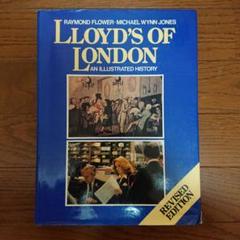 RAYMOND FLOWER · MICHAEL WYNN JONES
LLOYD'S OF
LONDON
AN ILLUSTRATED HISTORY
REVISED
EDITION